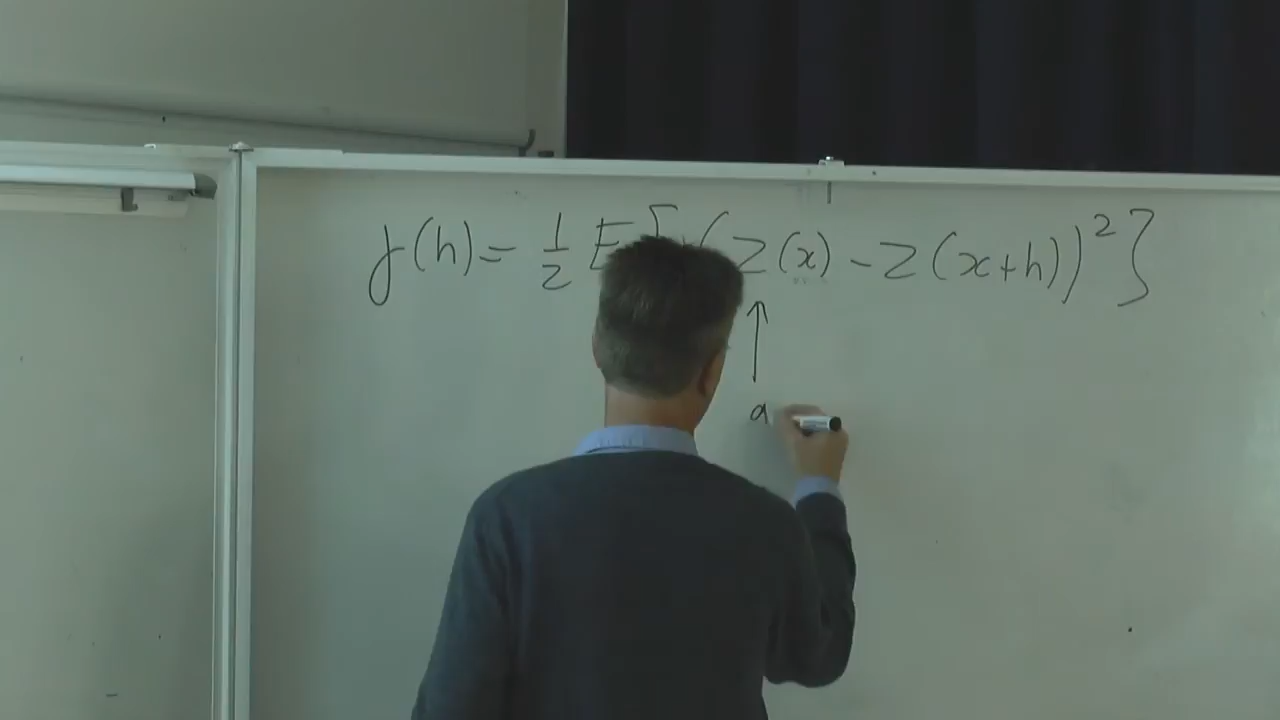 γ(h) = 1/2 E{(Z(x) - Z(x+h))²}
↑
a